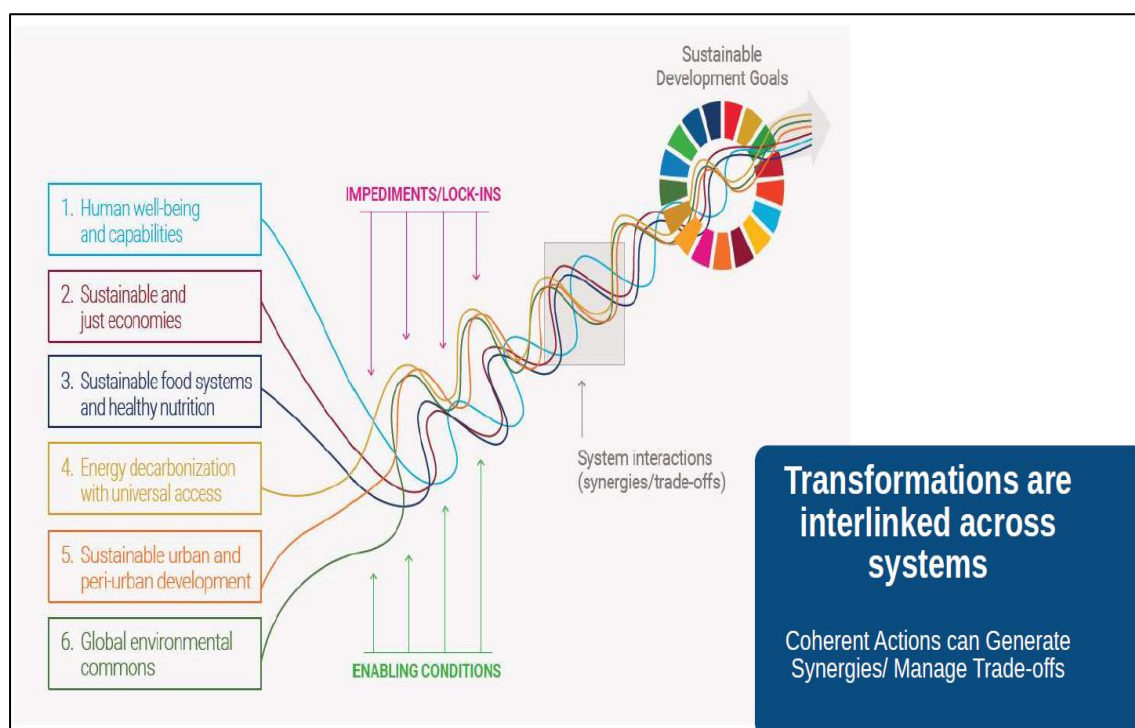 Sustainable
Development Goals
IMPEDIMENTS/LOCK-INS
1. Human well-being
and capabilities
2. Sustainable and
just economies
3. Sustainable food systems
and healthy nutrition
4. Energy decarbonization
with universal access
5. Sustainable urban and
peri-urban development
6. Global environmental
commons
System interactions
(synergies/trade-offs)
ENABLING CONDITIONS
Transformations are
interlinked across
systems
Coherent Actions can Generate
Synergies/ Manage Trade-offs